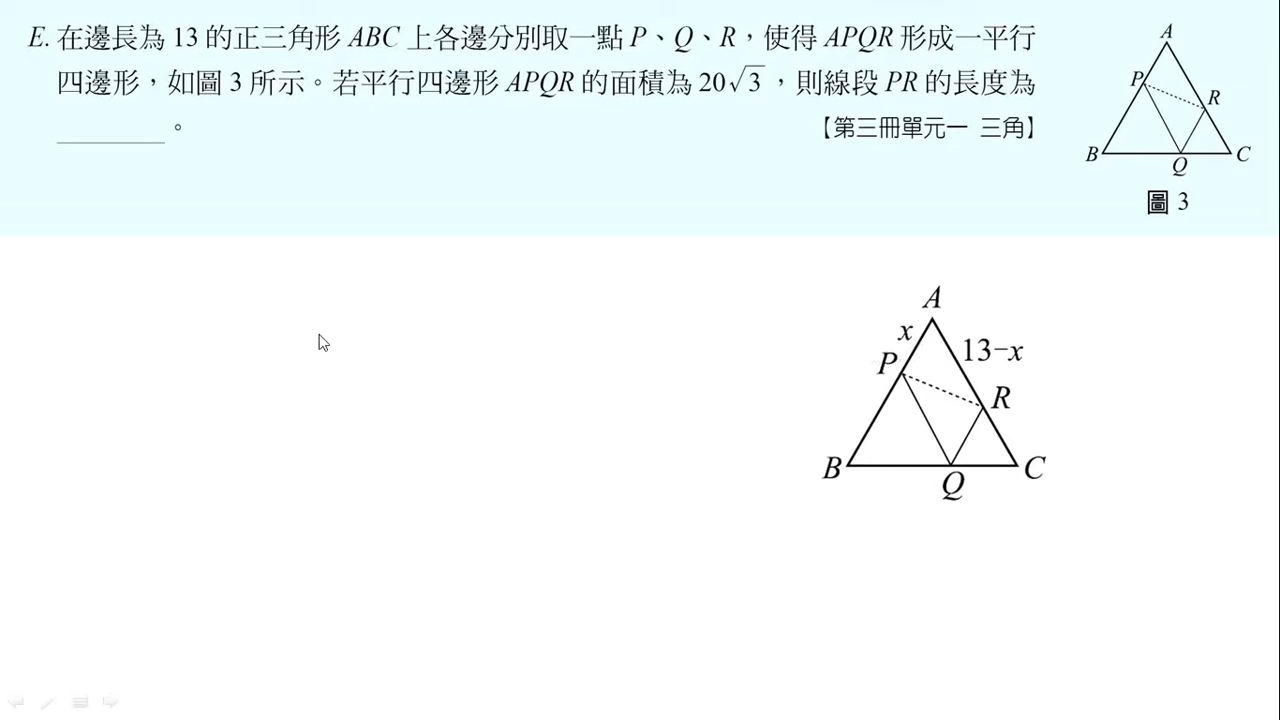 E. 在邊長為 13 的正三角形 ABC 上各邊分別取一點 P、Q、R，使得 APQR 形成一平行
四邊形，如圖 3 所示。若平行四邊形 APQR 的面積為 20√3，則線段 PR 的長度為
________。
【第三冊單元一 三角】
A
P
R
B
Q
C
圖 3
A
x
13−x
P
R
B
Q
C